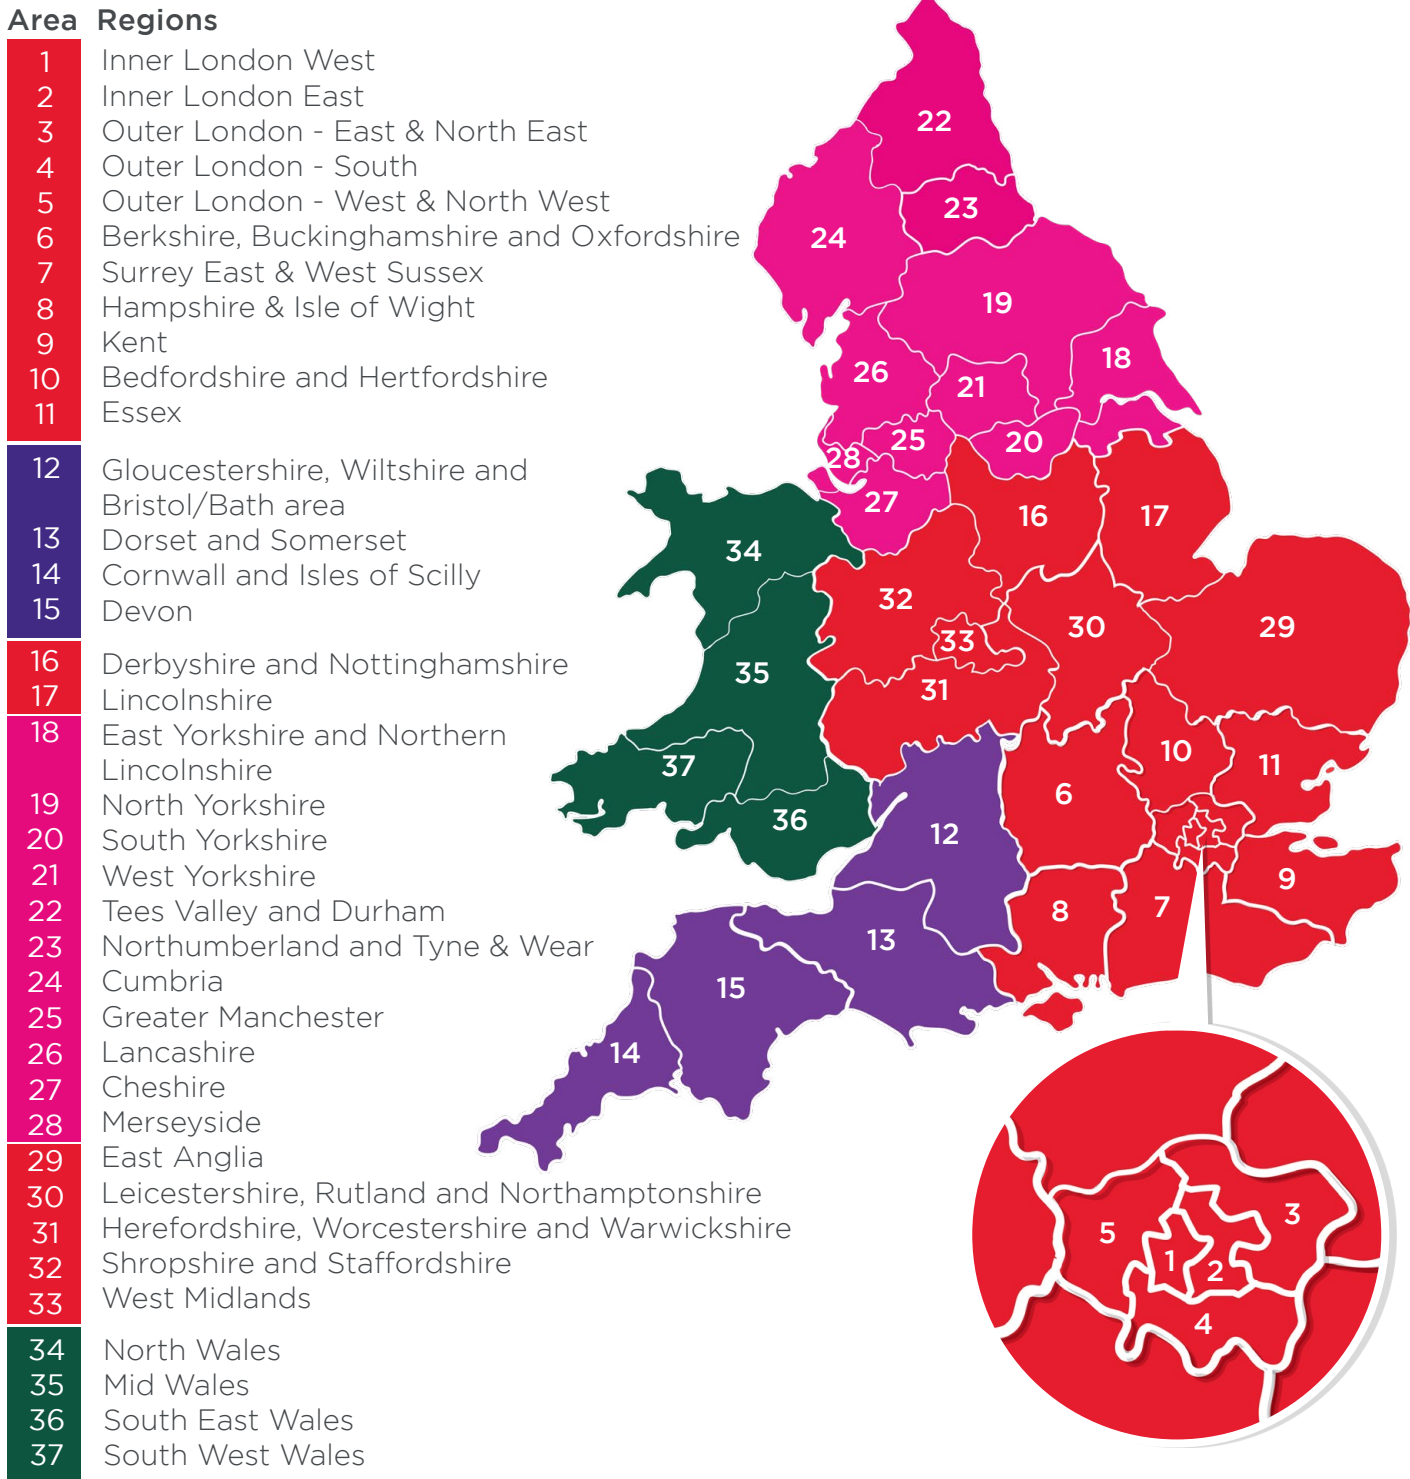 Area Regions
1 Inner London West
2 Inner London East
3 Outer London - East & North East
4 Outer London - South
5 Outer London - West & North West
6 Berkshire, Buckinghamshire and Oxfordshire
7 Surrey East & West Sussex
8 Hampshire & Isle of Wight
9 Kent
10 Bedfordshire and Hertfordshire
11 Essex
12 Gloucestershire, Wiltshire and
Bristol/Bath area
13 Dorset and Somerset
14 Cornwall and Isles of Scilly
15 Devon
16 Derbyshire and Nottinghamshire
17 Lincolnshire
18 East Yorkshire and Northern
Lincolnshire
19 North Yorkshire
20 South Yorkshire
21 West Yorkshire
22 Tees Valley and Durham
23 Northumberland and Tyne & Wear
24 Cumbria
25 Greater Manchester
26 Lancashire
27 Cheshire
28 Merseyside
29 East Anglia
30 Leicestershire, Rutland and Northamptonshire
31 Herefordshire, Worcestershire and Warwickshire
32 Shropshire and Staffordshire
33 West Midlands
34 North Wales
35 Mid Wales
36 South East Wales
37 South West Wales
22
23
24
19
18
26
21
25
20
28
27
16
17
34
32
33
30
29
35
31
37
10
11
6
36
12
9
8
7
13
15
14
3
5
1
2
4